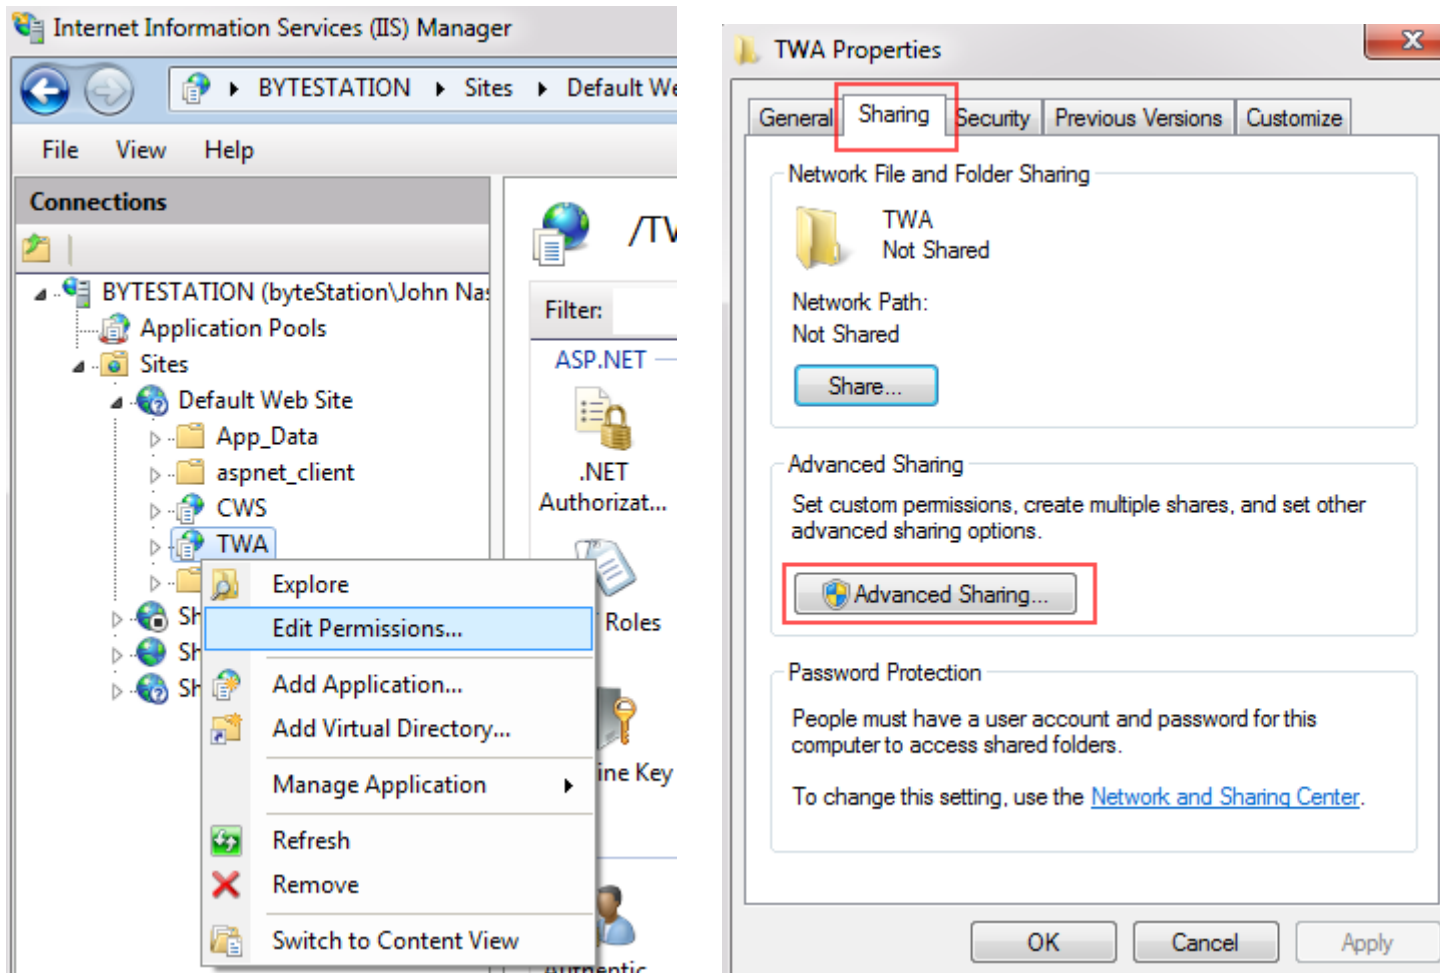 Internet Information Services (IIS) Manager
BYTESTATION Sites Default We
File View Help
Connections
BYTESTATION (byteStation\John Na
Application Pools
Sites
Default Web Site
App_Data
aspnet_client
CWS
TWA
Sh
Sh
Sh
Explore
Edit Permissions...
Add Application...
Add Virtual Directory...
Manage Application
Refresh
Remove
Switch to Content View
/TW
Filter:
ASP.NET
.NET
Authorizat...
Roles
ine Key
Authentic
TWA Properties
General Sharing Security Previous Versions Customize
Network File and Folder Sharing
TWA
Not Shared
Network Path:
Not Shared
Share...
Advanced Sharing
Set custom permissions, create multiple shares, and set other
advanced sharing options.
Advanced Sharing...
Password Protection
People must have a user account and password for this
computer to access shared folders.
To change this setting, use the Network and Sharing Center.
OK Cancel Apply